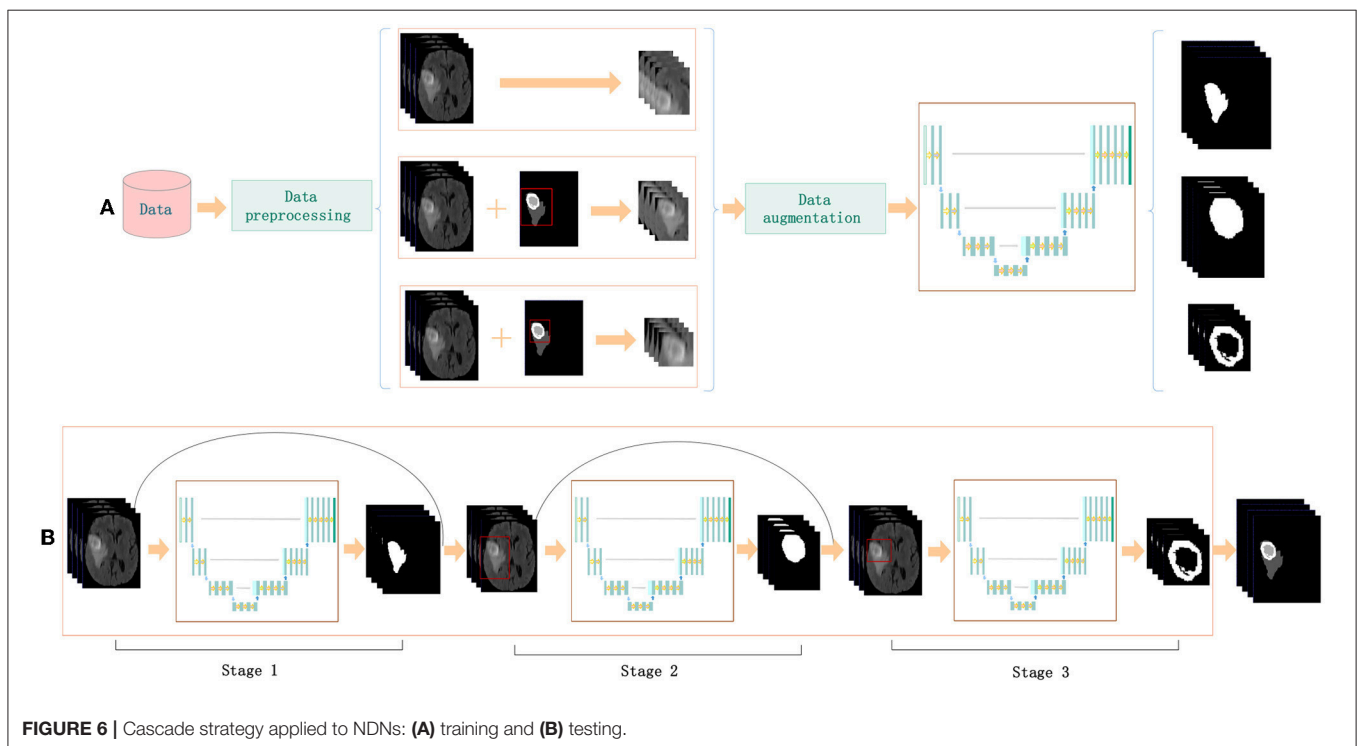 A
Data
Data
preprocessing
Data
augmentation
B
Stage 1
Stage 2
Stage 3
FIGURE 6 | Cascade strategy applied to NDNs: (A) training and (B) testing.